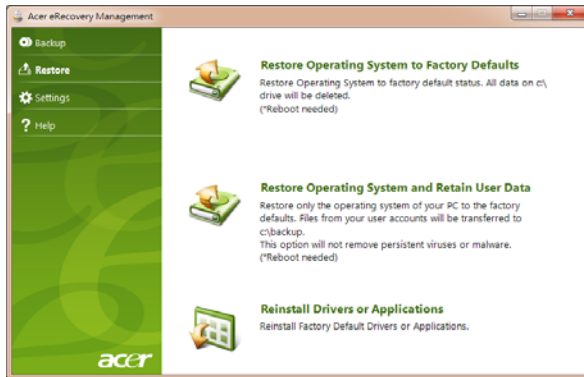 Acer eRecovery Management
Backup
Restore
Settings
? Help
Restore Operating System to Factory Defaults
Restore Operating System to factory default status. All data on c:\
drive will be deleted.
(*Reboot needed)
Restore Operating System and Retain User Data
Restore only the operating system of your PC to the factory
defaults. Files from your user accounts will be transferred to
c:\backup.
This option will not remove persistent viruses or malware.
(*Reboot needed)
Reinstall Drivers or Applications
Reinstall Factory Default Drivers or Applications.
acer